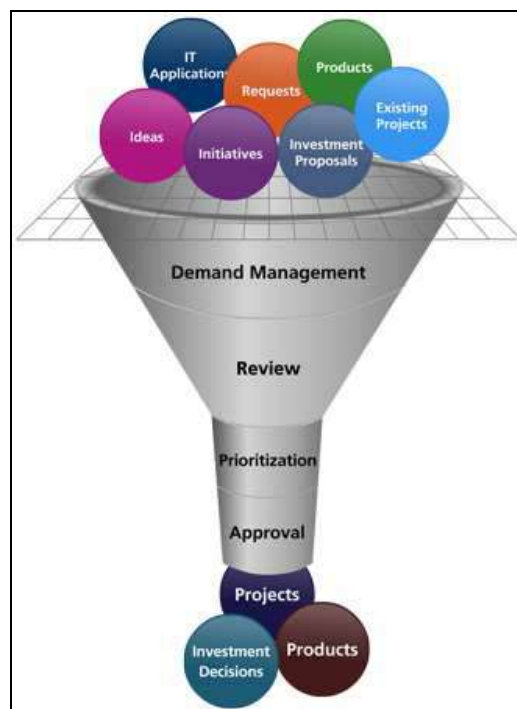 IT
Applications
Products
Requests
Existing
Projects
Ideas
Initiatives
Investment
Proposals
Demand Management
Review
Prioritization
Approval
Projects
Investment
Decisions
Products